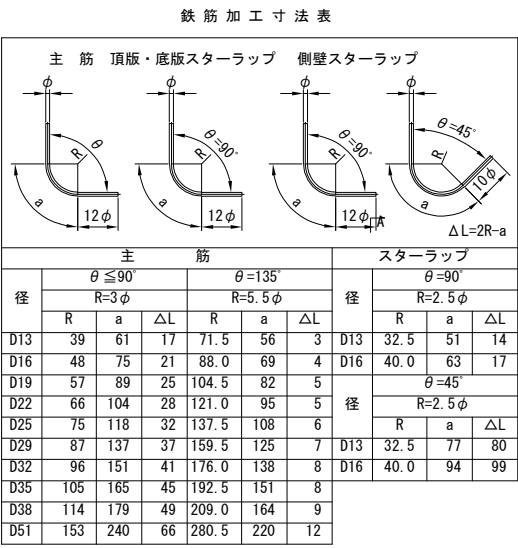 鉄筋加工寸法表
主 筋 頂版・底版スターラップ 側壁スターラップ
φ φ φ φ
θ θ=90° θ=90° θ=45°
R R R R
a a a a
12φ 12φ 12φ 10φ
A
ΔL=2R-a
主 筋 スターラップ
径 θ≦90° θ=135° 径 θ=90°
R=3φ R=5.5φ R=2.5φ
R a △L R a △L R a △L
D13 39 61 17 71.5 56 3 D13 32.5 51 14
D16 48 75 21 88.0 69 4 D16 40.0 63 17
D19 57 89 25 104.5 82 5 径 θ=45°
D22 66 104 28 121.0 95 5 R=2.5φ
D25 75 118 32 137.5 108 6 R a △L
D29 87 137 37 159.5 125 7 D13 32.5 77 80
D32 96 151 41 176.0 138 8 D16 40.0 94 99
D35 105 165 45 192.5 151 8
D38 114 179 49 209.0 164 9
D51 153 240 66 280.5 220 12